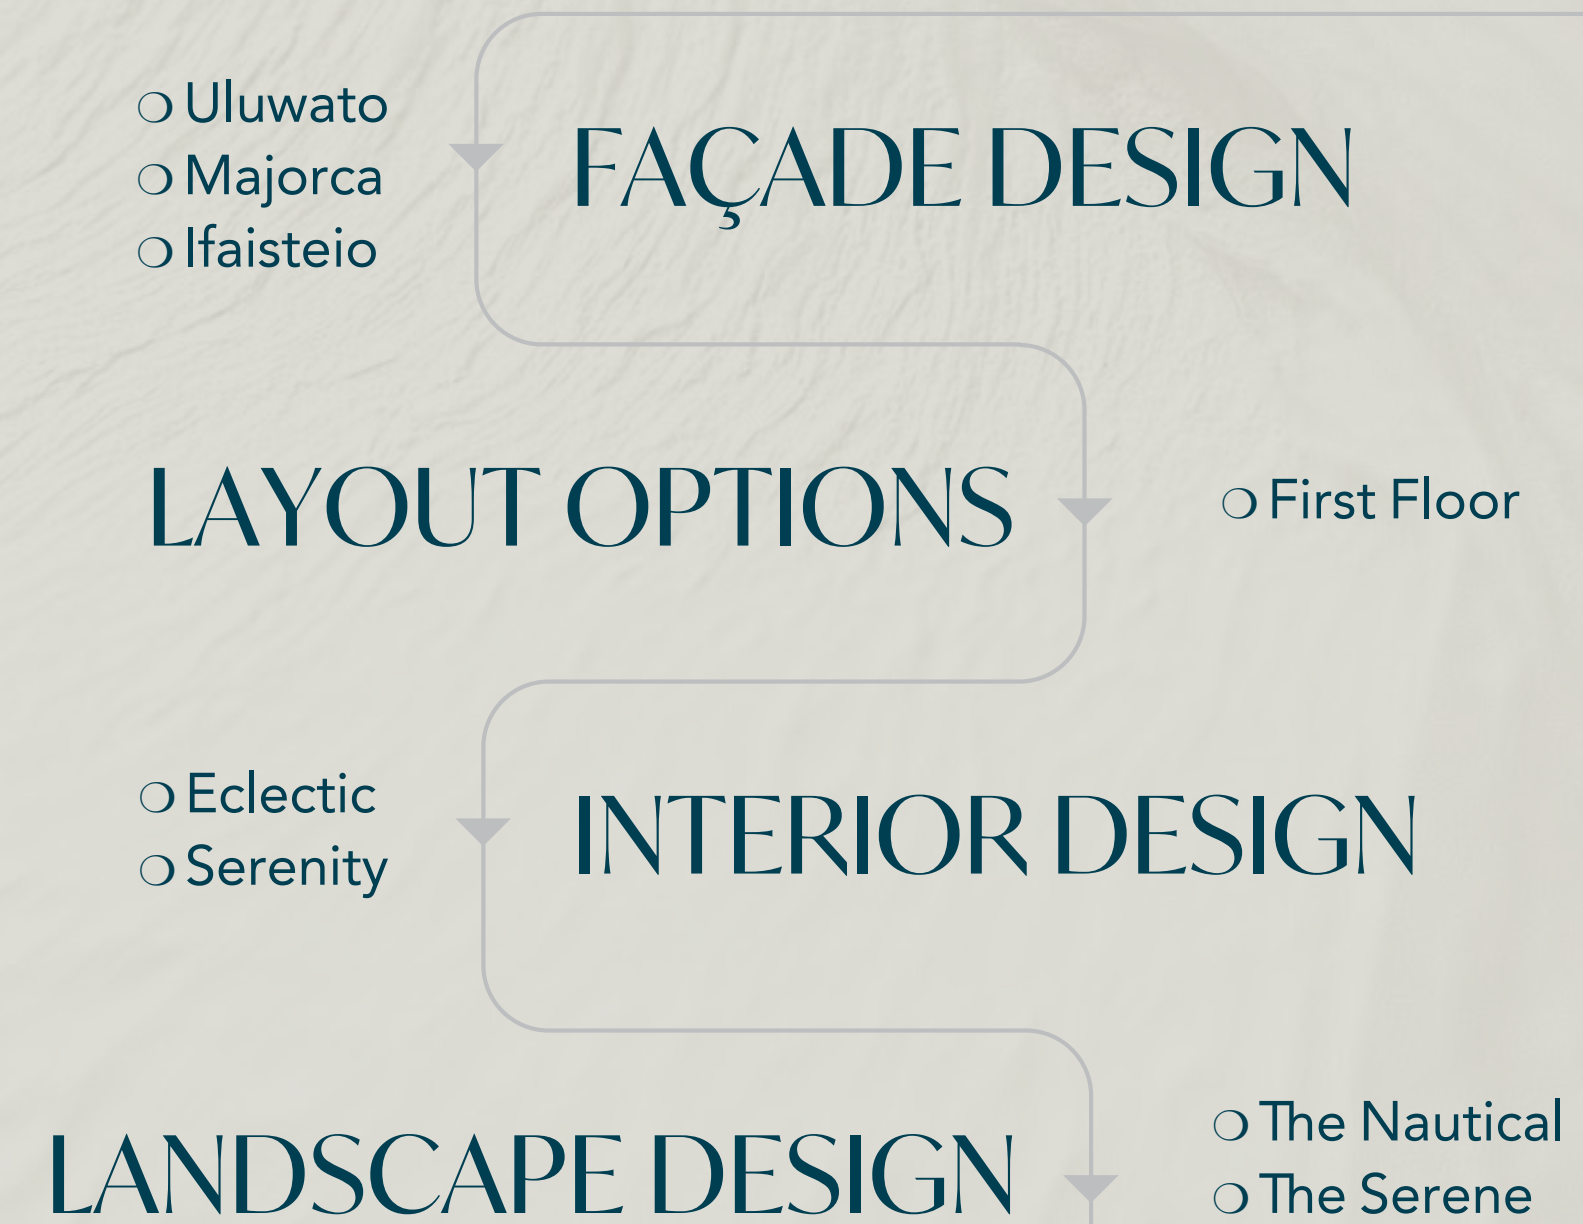 ❍ Uluwato
❍ Majorca
❍ Ifaisteio
FAÇADE DESIGN
LAYOUT OPTIONS
❍ First Floor
❍ Eclectic
❍ Serenity
INTERIOR DESIGN
LANDSCAPE DESIGN
❍ The Nautical
❍ The Serene